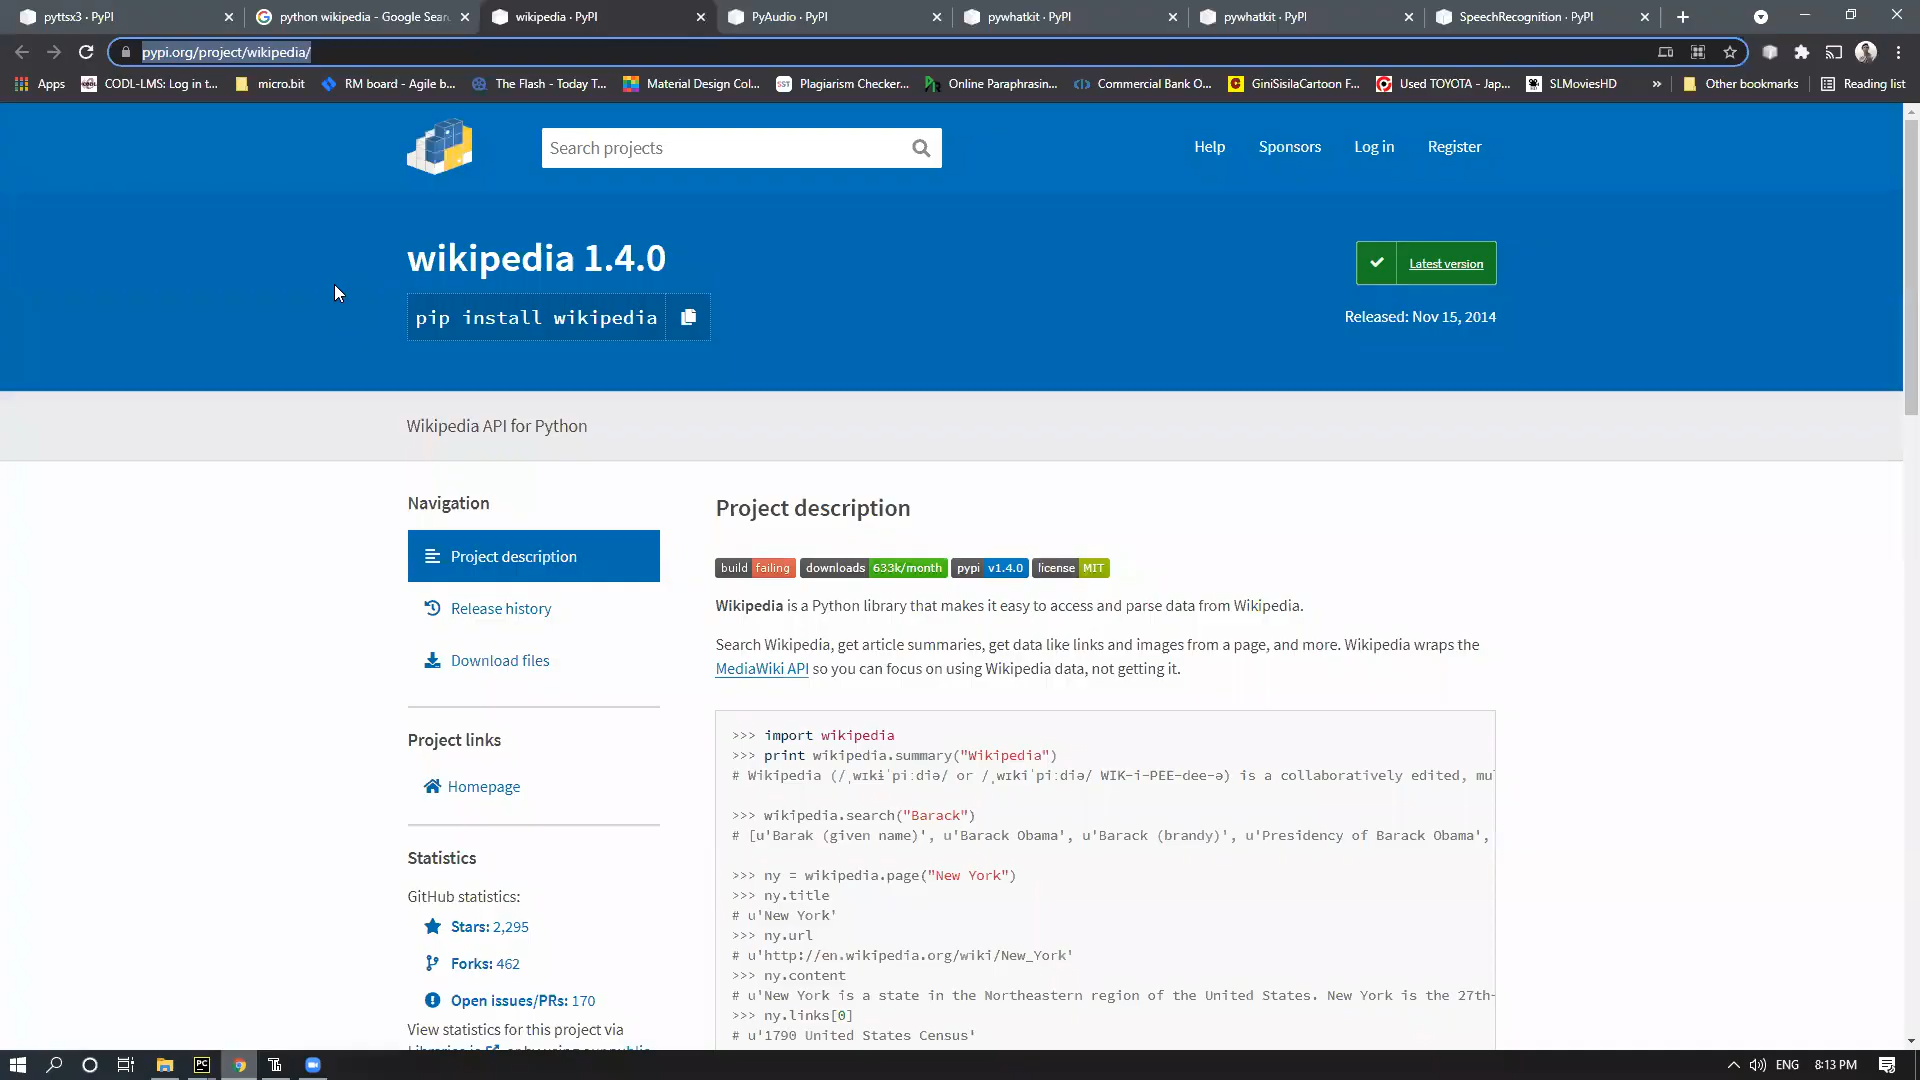 pyttsx3 · PyPI
python wikipedia - Google Sear
wikipedia · PyPI
PyAudio · PyPI
pywhatkit · PyPI
pywhatkit · PyPI
SpeechRecognition · PyPI
pypi.org/project/wikipedia/
Apps
CODL-LMS: Log in t...
micro:bit
RM board - Agile b...
The Flash - Today T...
Material Design Col...
SST
Plagiarism Checker...
Online Paraphrasin...
Commercial Bank O...
GiniSisilaCartoon F...
Used TOYOTA - Jap...
SLMoviesHD
»
Other bookmarks
Reading list
Search projects
Help
Sponsors
Log in
Register
wikipedia 1.4.0
Latest version
pip install wikipedia
Released: Nov 15, 2014
Wikipedia API for Python
Navigation
Project description
Release history
Download files
Project links
Homepage
Statistics
GitHub statistics:
Stars: 2,295
Forks: 462
Open issues/PRs: 170
View statistics for this project via
Project description
build failing downloads 633k/month pypi v1.4.0 license MIT
Wikipedia is a Python library that makes it easy to access and parse data from Wikipedia.
Search Wikipedia, get article summaries, get data like links and images from a page, and more. Wikipedia wraps the
MediaWiki API so you can focus on using Wikipedia data, not getting it.
>>> import wikipedia
>>> print wikipedia.summary("Wikipedia")
# Wikipedia (/ˌwɪkɨˈpiːdiə/ or /ˌwɪkiˈpiːdiə/ WIK-i-PEE-dee-ə) is a collaboratively edited, mu
>>> wikipedia.search("Barack")
# [u'Barak (given name)', u'Barack Obama', u'Barack (brandy)', u'Presidency of Barack Obama',
>>> ny = wikipedia.page("New York")
>>> ny.title
# u'New York'
>>> ny.url
# u'http://en.wikipedia.org/wiki/New_York'
>>> ny.content
# u'New York is a state in the Northeastern region of the United States. New York is the 27th-
>>> ny.links[0]
# u'1790 United States Census'
PC
ENG
8:13 PM